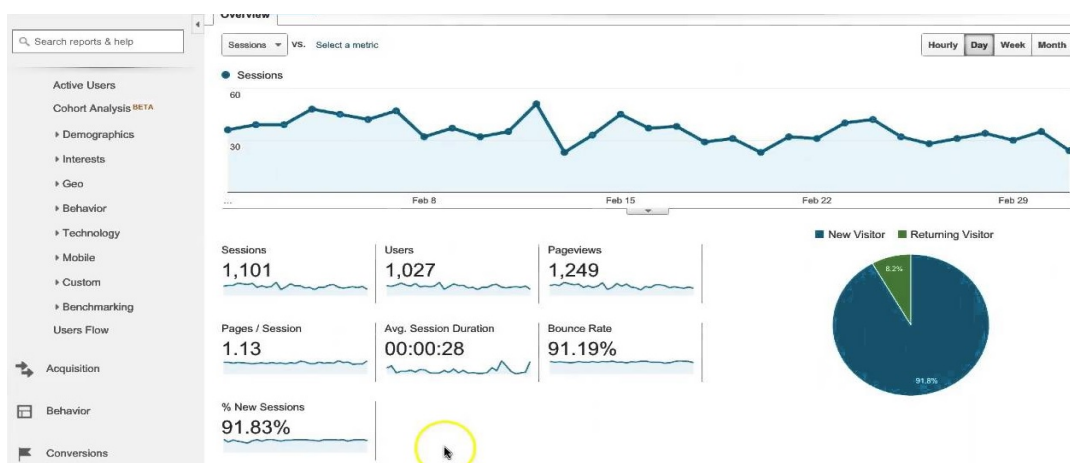 Overview
Search reports & help
Sessions VS. Select a metric
Hourly Day Week Month
Active Users
Cohort Analysis BETA
Demographics
Interests
Geo
Behavior
Technology
Mobile
Custom
Benchmarking
Users Flow
Acquisition
Behavior
Conversions
Sessions
60
30
... Feb 8 Feb 15 Feb 22 Feb 29
Sessions Users Pageviews
1,101 1,027 1,249
Pages / Session Avg. Session Duration Bounce Rate
1.13 00:00:28 91.19%
% New Sessions
91.83%
New Visitor Returning Visitor
8.2%
91.8%